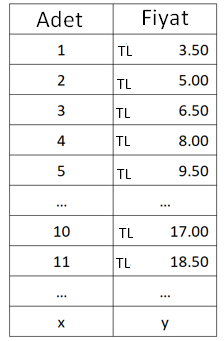 Adet Fiyat
1 TL 3.50
2 TL 5.00
3 TL 6.50
4 TL 8.00
5 TL 9.50
... ...
10 TL 17.00
11 TL 18.50
... ...
x y